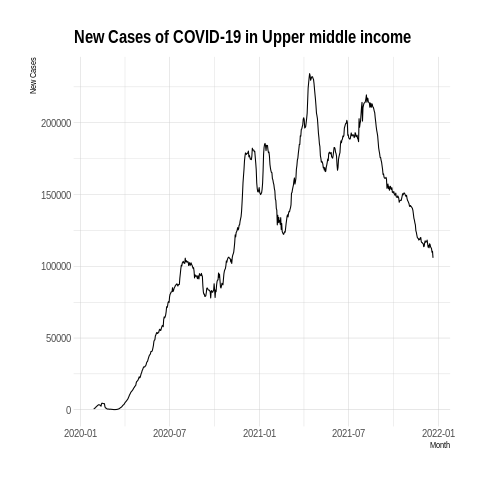 New Cases of COVID-19 in Upper middle income
New Cases
200000
150000
100000
50000
0
2020-01 2020-07 2021-01 2021-07 2022-01
Month